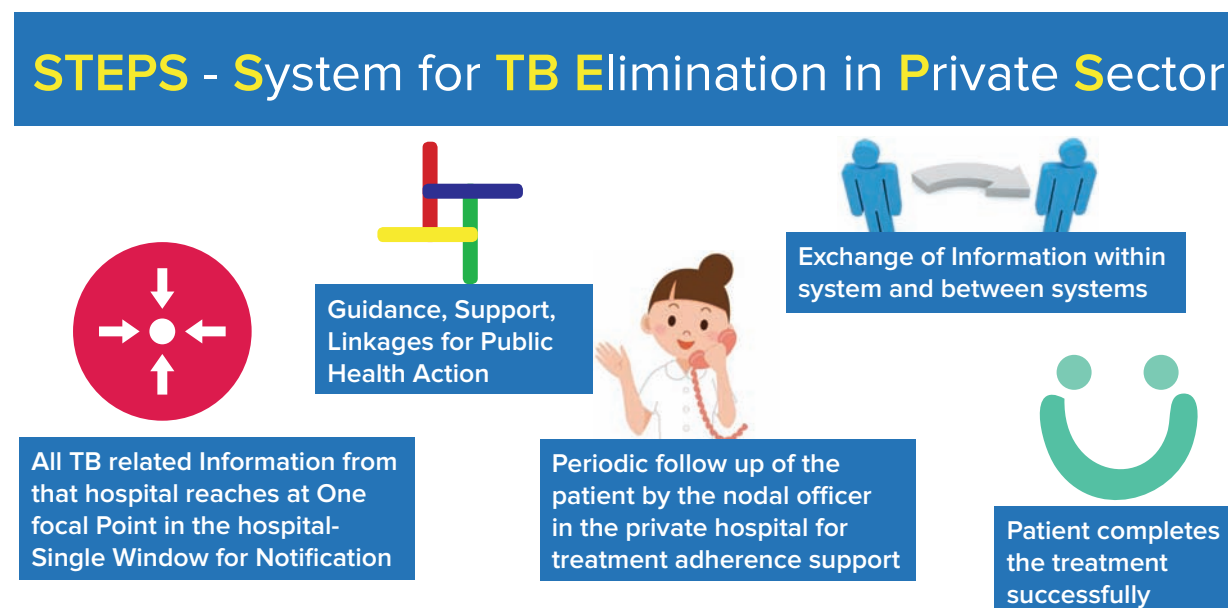 STEPS - System for TB Elimination in Private Sector
All TB related Information from
that hospital reaches at One
focal Point in the hospital-
Single Window for Notification
Guidance, Support,
Linkages for Public
Health Action
Periodic follow up of the
patient by the nodal officer
in the private hospital for
treatment adherence support
Exchange of Information within
system and between systems
Patient completes
the treatment
successfully